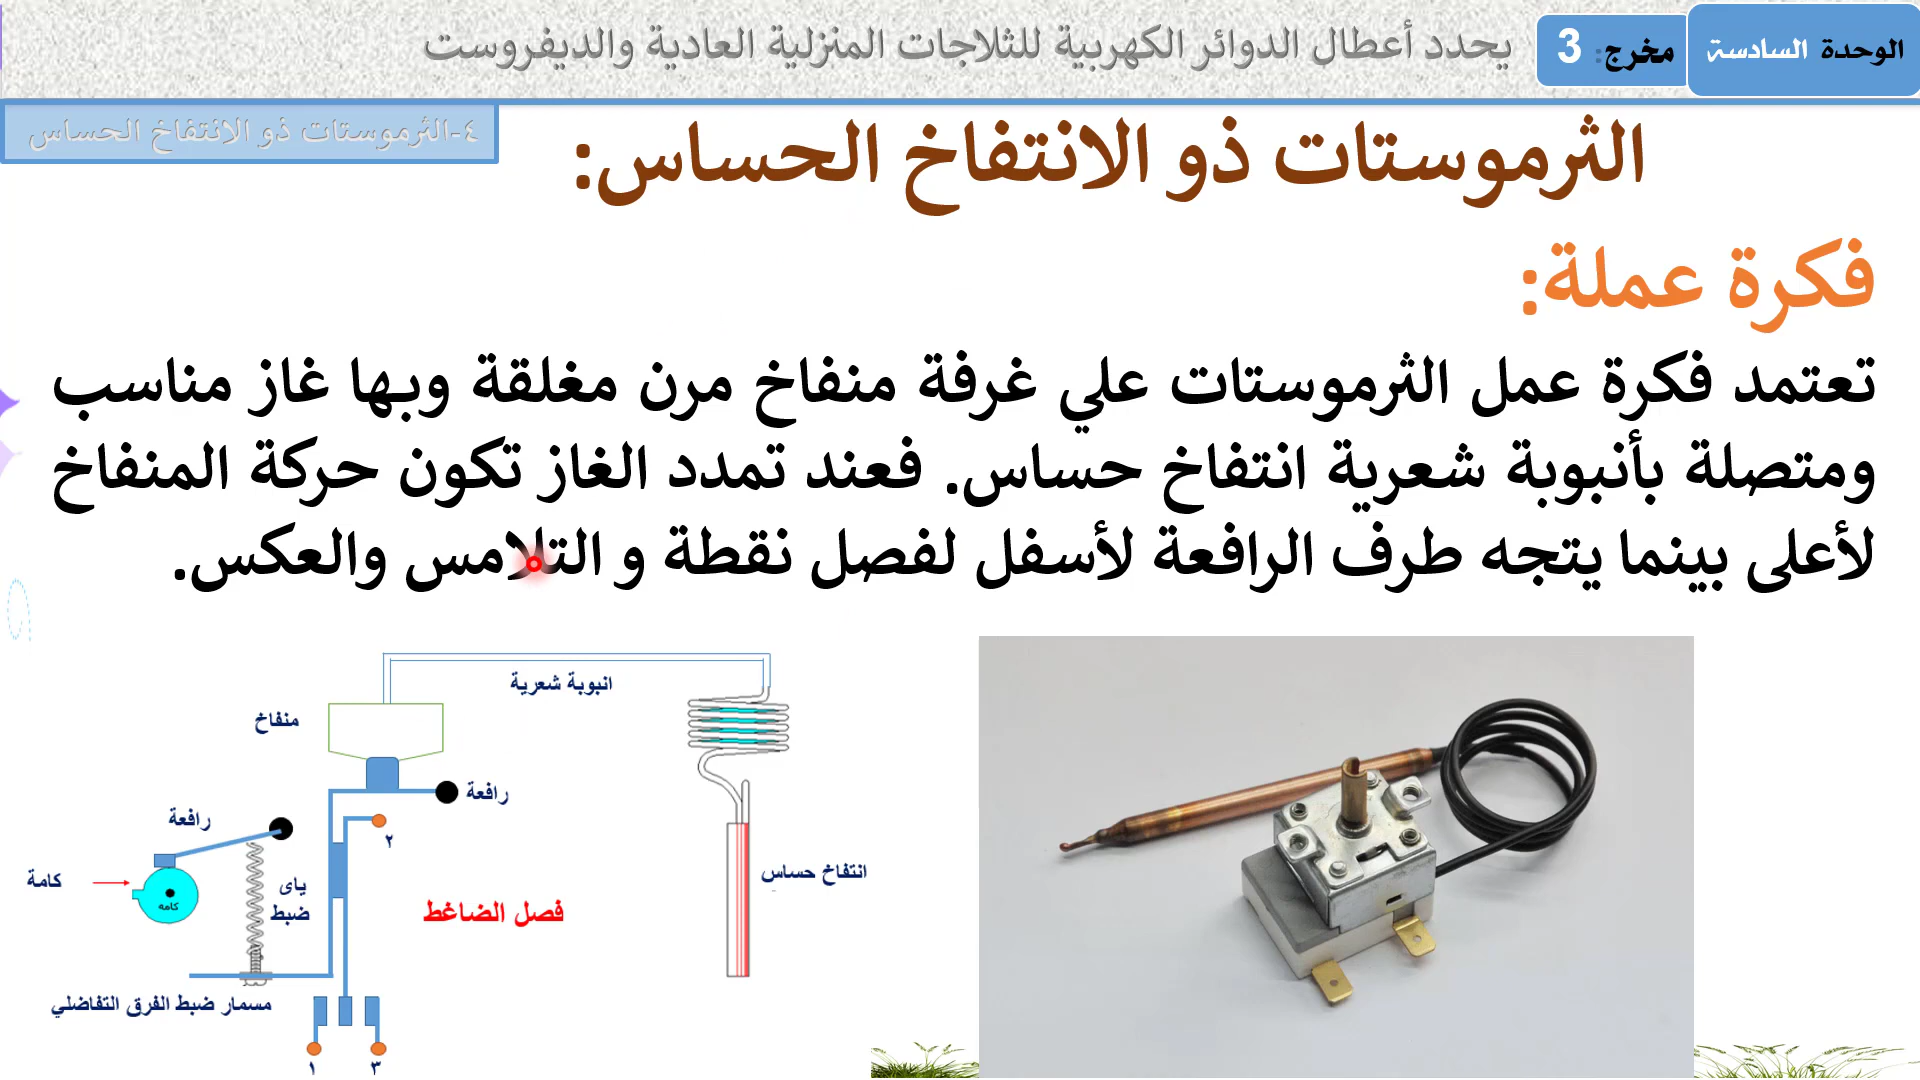 الوحدة السادسة
مخرج: 3
يحدد أعطال الدوائر الكهربية للثلاجات المنزلية العادية والديفروست
٤-الثرموستات ذو الانتفاخ الحساس
الثرموستات ذو الانتفاخ الحساس:
فكرة عملة:
تعتمد فكرة عمل الثرموستات علي غرفة منفاخ مرن مغلقة وبها غاز مناسب
ومتصلة بأنبوبة شعرية انتفاخ حساس. فعند تمدد الغاز تكون حركة المنفاخ
لأعلى بينما يتجه طرف الرافعة لأسفل لفصل نقطة و التلامس والعكس.
انبوبة شعرية
منفاخ
رافعة
رافعة
٢
كامة
كامه
ياى
ضبط
انتفاخ حساس
فصل الضاغط
مسمار ضبط الفرق التفاضلي
١
٣